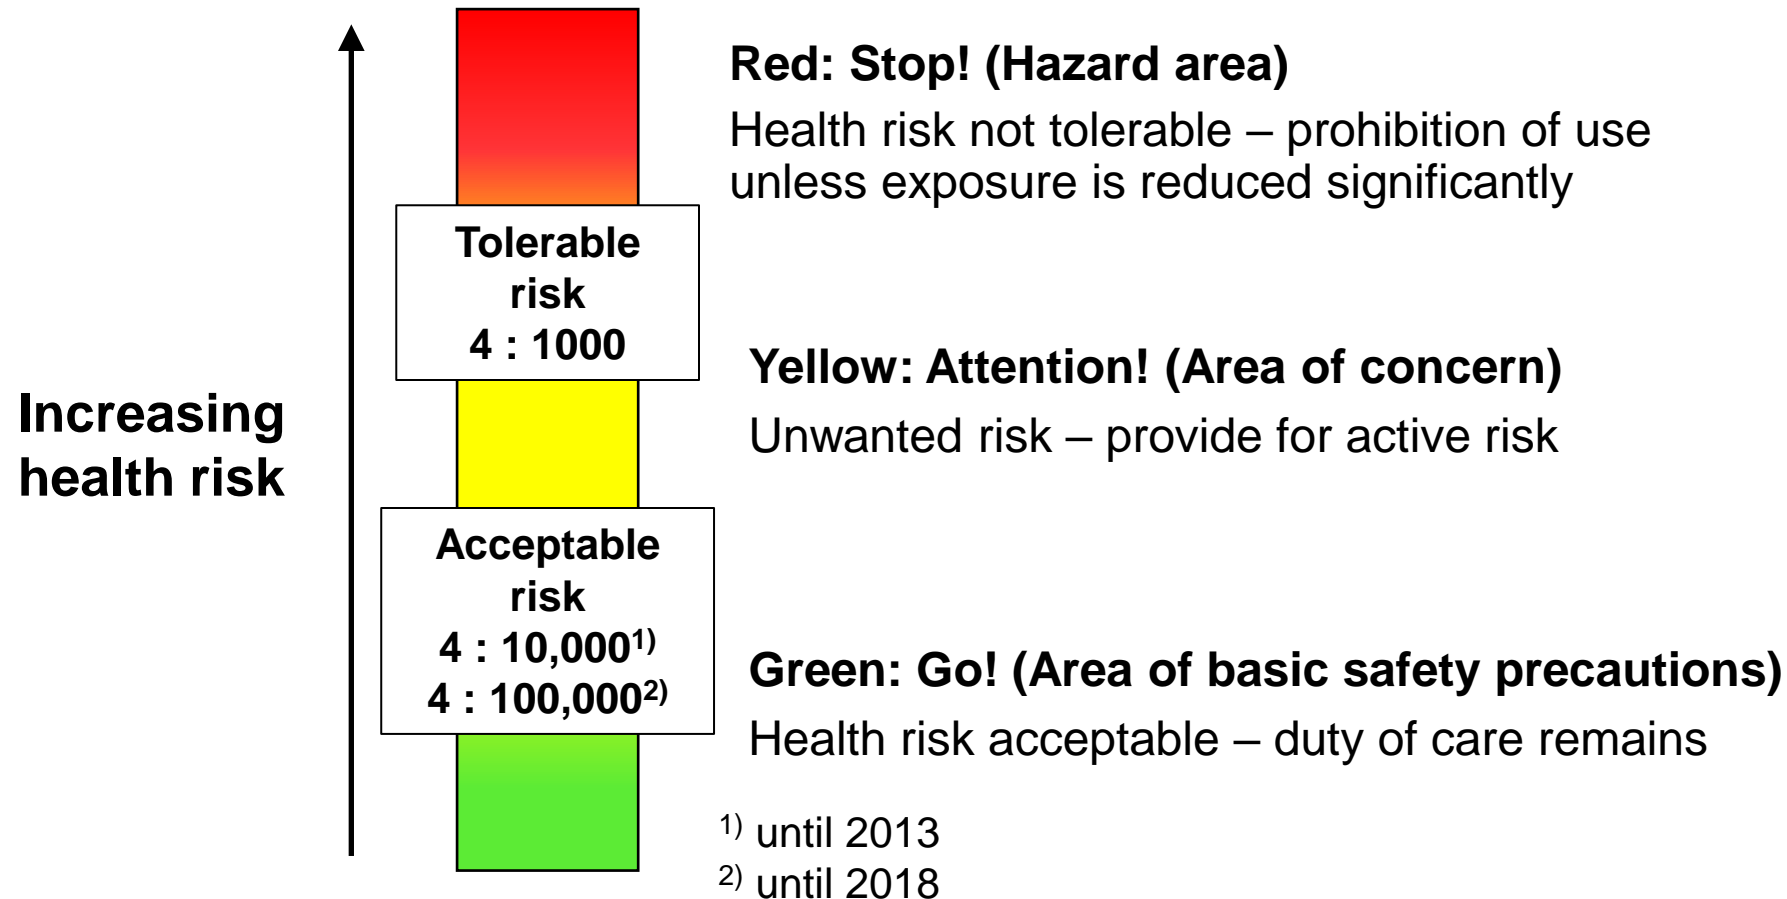 Increasing
health risk
Red: Stop! (Hazard area)
Health risk not tolerable – prohibition of use
unless exposure is reduced significantly
Tolerable
risk
4 : 1000
Yellow: Attention! (Area of concern)
Unwanted risk – provide for active risk
Acceptable
risk
4 : 10,000¹⁾
4 : 100,000²⁾
Green: Go! (Area of basic safety precautions)
Health risk acceptable – duty of care remains
¹⁾ until 2013
²⁾ until 2018